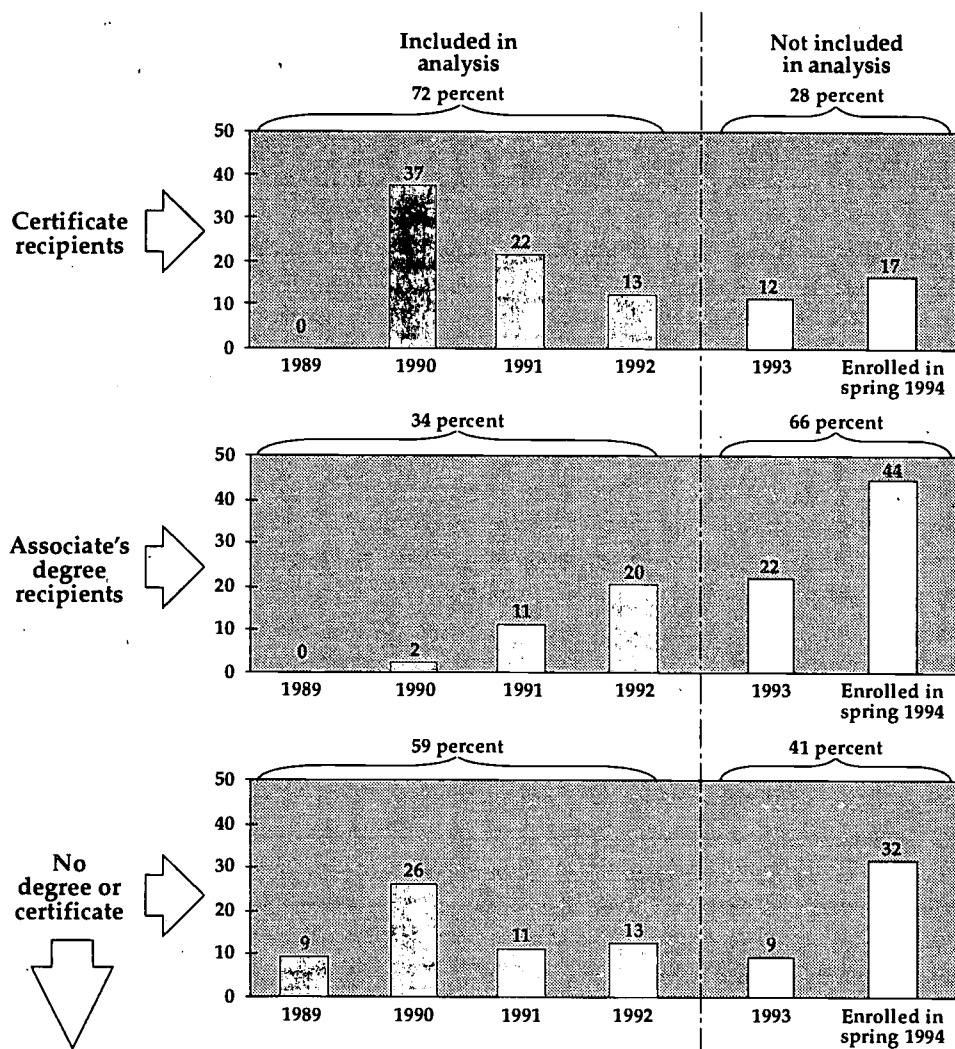 Included in
analysis
Not included
in analysis
72 percent
28 percent
Certificate
recipients
50
40
30
20
10
0
0
37
22
13
12
17
1989
1990
1991
1992
1993
Enrolled in
spring 1994
34 percent
66 percent
Associate's
degree
recipients
50
40
30
20
10
0
0
2
11
20
22
44
1989
1990
1991
1992
1993
Enrolled in
spring 1994
59 percent
41 percent
No
degree or
certificate
50
40
30
20
10
0
9
26
11
13
9
32
1989
1990
1991
1992
1993
Enrolled in
spring 1994